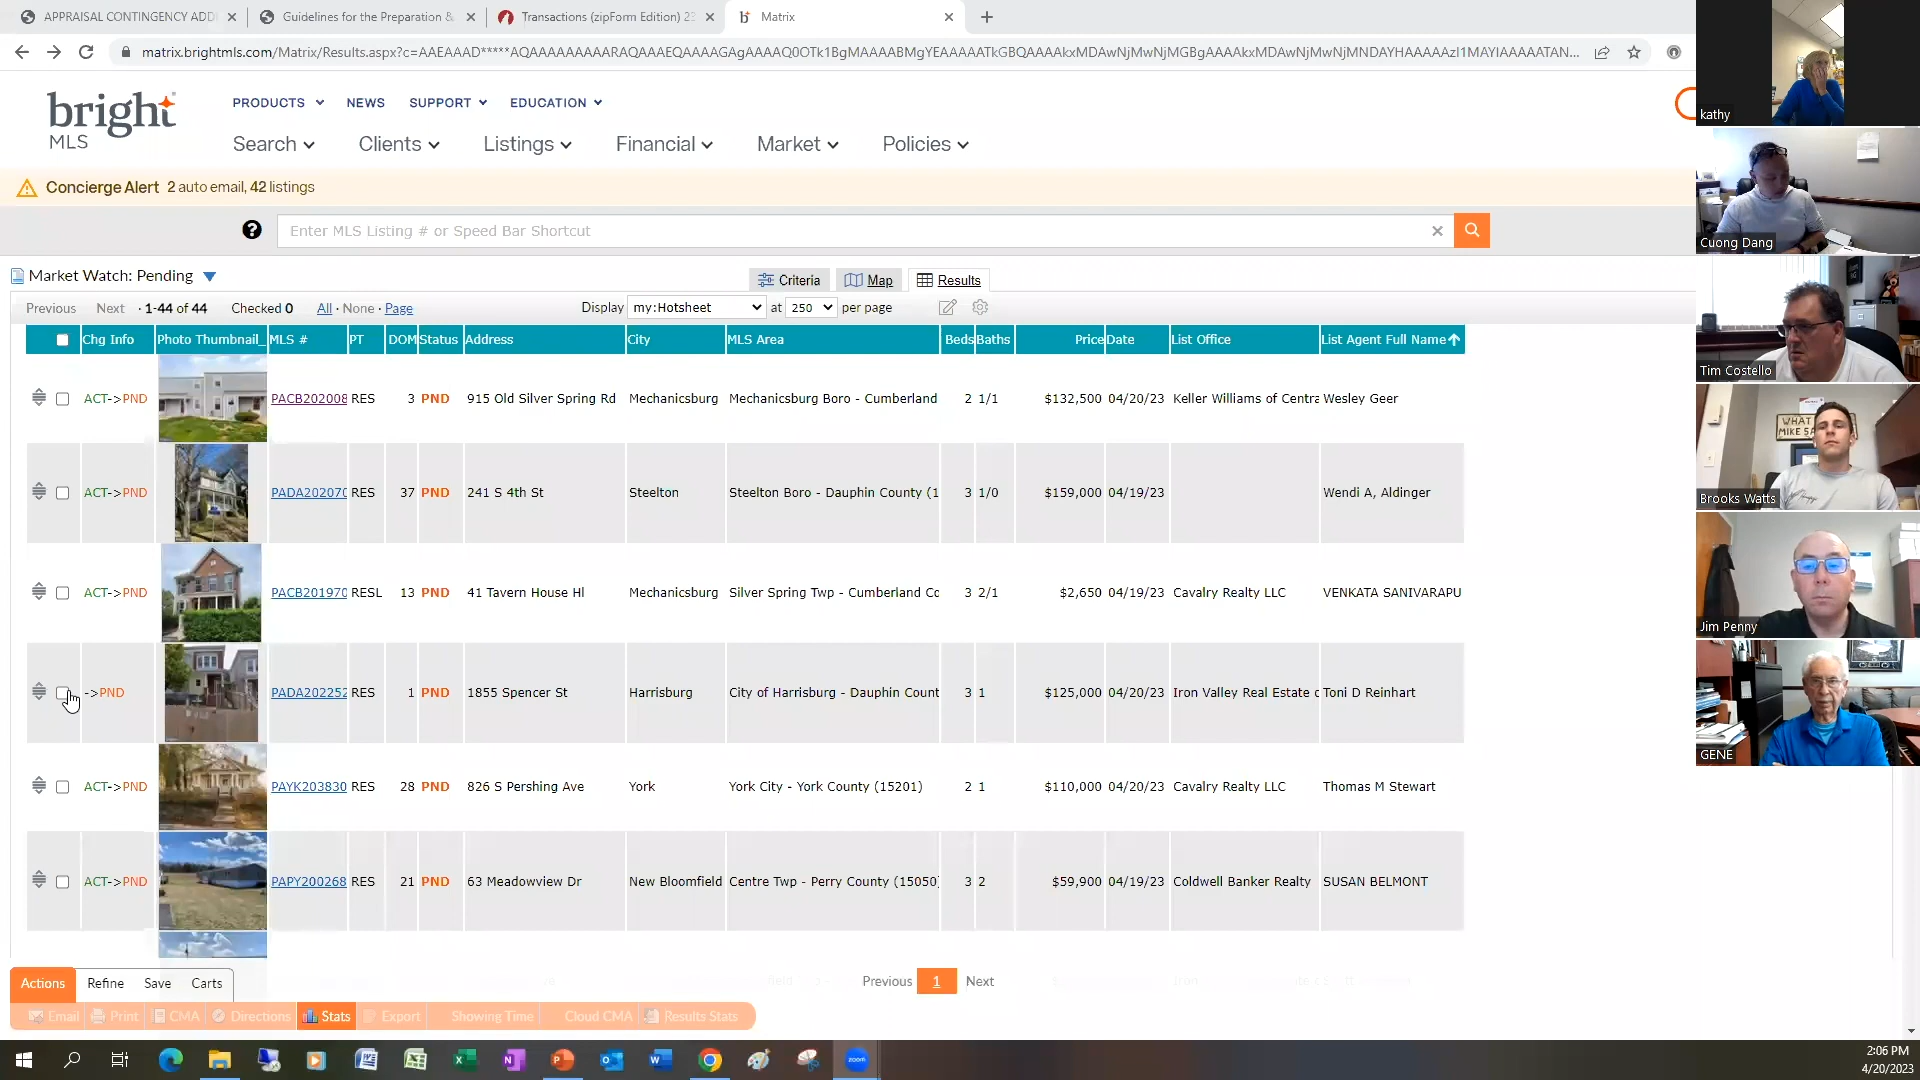 APPRAISAL CONTINGENCY ADD
Guidelines for the Preparation &
Transactions (zipForm Edition) 23
Matrix
matrix.brightmls.com/Matrix/Results.aspx?c=AAEAAAD*****AQAAAAAAAAARAQAAAEQAAAAGAgAAAAQ0OTk1BgMAAAABMgYEAAAAATkGBQAAAAkxMDAwNjMwNjMGBgAAAAkxMDAwNjMwNjMNDAYHAAAAAzI1MAYIAAAAATAN...
bright
MLS
PRODUCTS NEWS SUPPORT EDUCATION
Search Clients Listings Financial Market Policies
Concierge Alert 2 auto email, 42 listings
Enter MLS Listing # or Speed Bar Shortcut
Market Watch: Pending
Criteria Map Results
Previous Next · 1-44 of 44 Checked 0 All · None · Page
Display my:Hotsheet at 250 per page
Chg Info Photo Thumbnail MLS # PT DOM Status Address City MLS Area Beds Baths Price Date List Office List Agent Full Name
ACT->PND PACB202008 RES 3 PND 915 Old Silver Spring Rd Mechanicsburg Mechanicsburg Boro - Cumberland 2 1/1 $132,500 04/20/23 Keller Williams of Centra Wesley Geer
ACT->PND PADA202070 RES 37 PND 241 S 4th St Steelton Steelton Boro - Dauphin County (1 3 1/0 $159,000 04/19/23 Wendi A, Aldinger
ACT->PND PACB201970 RESL 13 PND 41 Tavern House Hl Mechanicsburg Silver Spring Twp - Cumberland Co 3 2/1 $2,650 04/19/23 Cavalry Realty LLC VENKATA SANIVARAPU
->PND PADA202252 RES 1 PND 1855 Spencer St Harrisburg City of Harrisburg - Dauphin Count 3 1 $125,000 04/20/23 Iron Valley Real Estate o Toni D Reinhart
ACT->PND PAYK203830 RES 28 PND 826 S Pershing Ave York York City - York County (15201) 2 1 $110,000 04/20/23 Cavalry Realty LLC Thomas M Stewart
ACT->PND PAPY200268 RES 21 PND 63 Meadowview Dr New Bloomfield Centre Twp - Perry County (15050) 3 2 $59,900 04/19/23 Coldwell Banker Realty SUSAN BELMONT
Previous 1 Next
Actions Refine Save Carts
Email Print CMA Directions Stats Export Showing Time Cloud CMA Results Stats
kathy
Cuong Dang
Tim Costello
WHAT
MIKE
Brooks Watts
Jim Penny
GENE
zoom
2:06 PM
4/20/2023